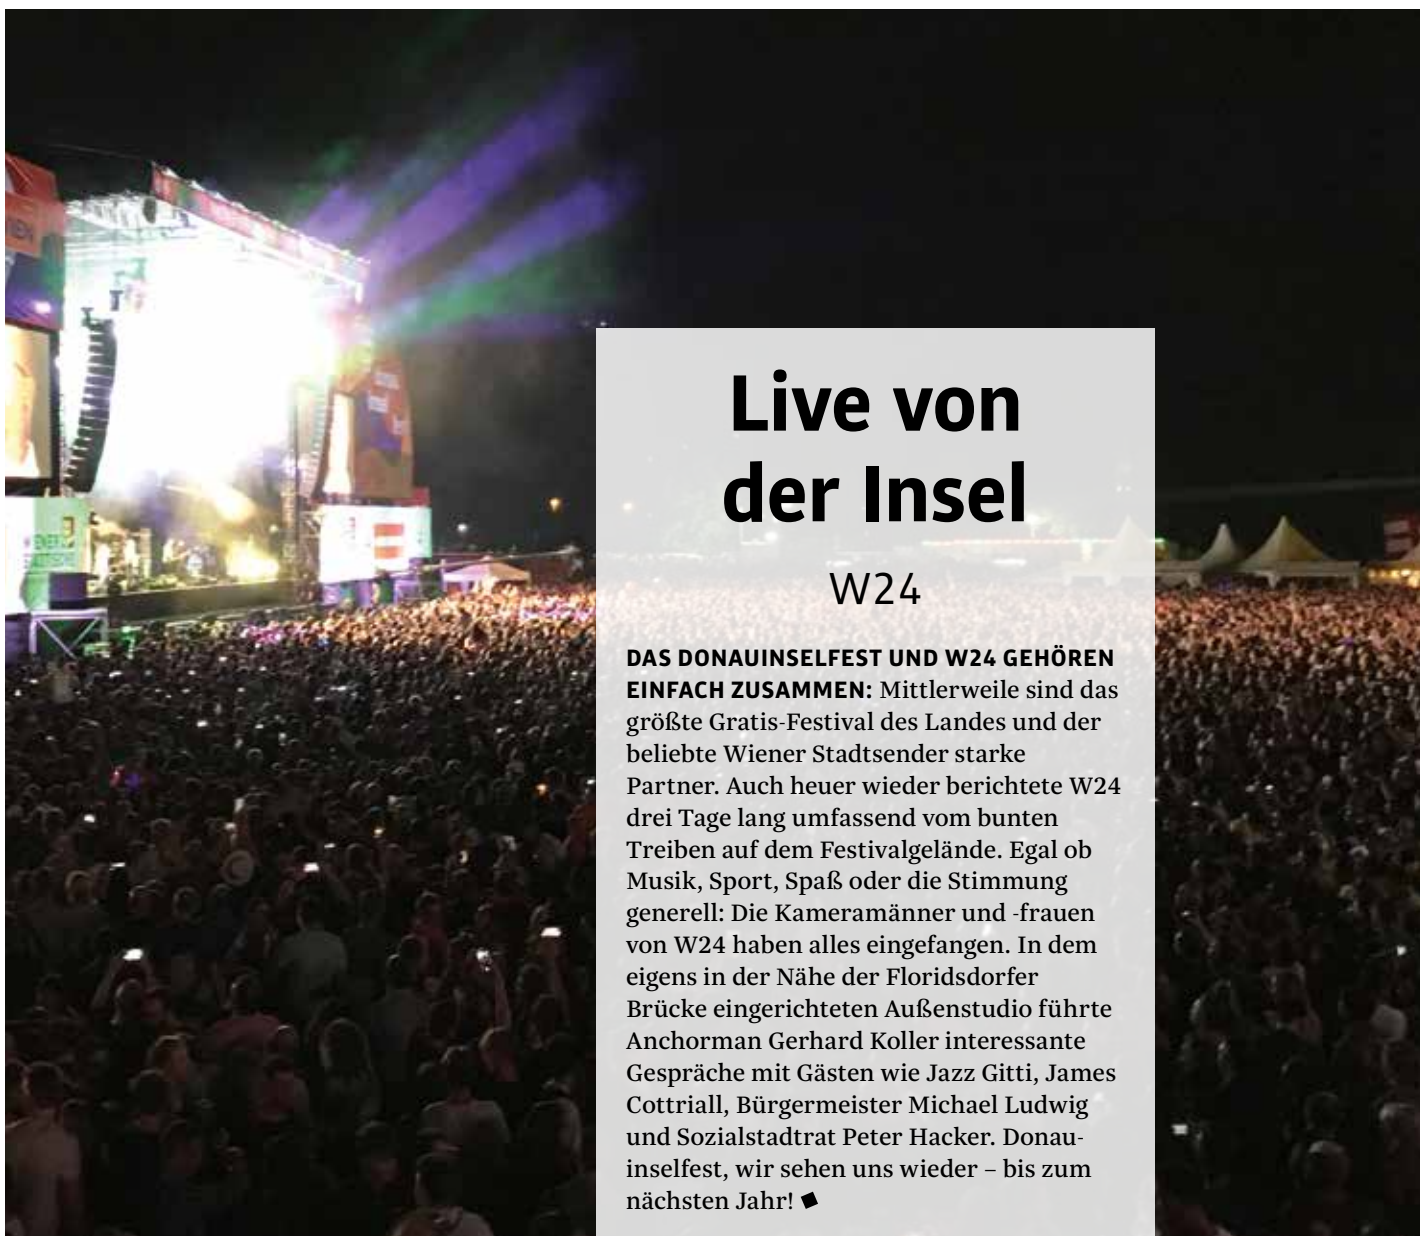 WIENER
STÄDTISCHE
Live von
der Insel
W24
DAS DONAUINSELFEST UND W24 GEHÖREN
EINFACH ZUSAMMEN: Mittlerweile sind das
größte Gratis-Festival des Landes und der
beliebte Wiener Stadtsender starke
Partner. Auch heuer wieder berichtete W24
drei Tage lang umfassend vom bunten
Treiben auf dem Festivalgelände. Egal ob
Musik, Sport, Spaß oder die Stimmung
generell: Die Kameramänner und -frauen
von W24 haben alles eingefangen. In dem
eigens in der Nähe der Floridsdorfer
Brücke eingerichteten Außenstudio führte
Anchorman Gerhard Koller interessante
Gespräche mit Gästen wie Jazz Gitti, James
Cottriall, Bürgermeister Michael Ludwig
und Sozialstadtrat Peter Hacker. Donau-
inselfest, wir sehen uns wieder – bis zum
nächsten Jahr!